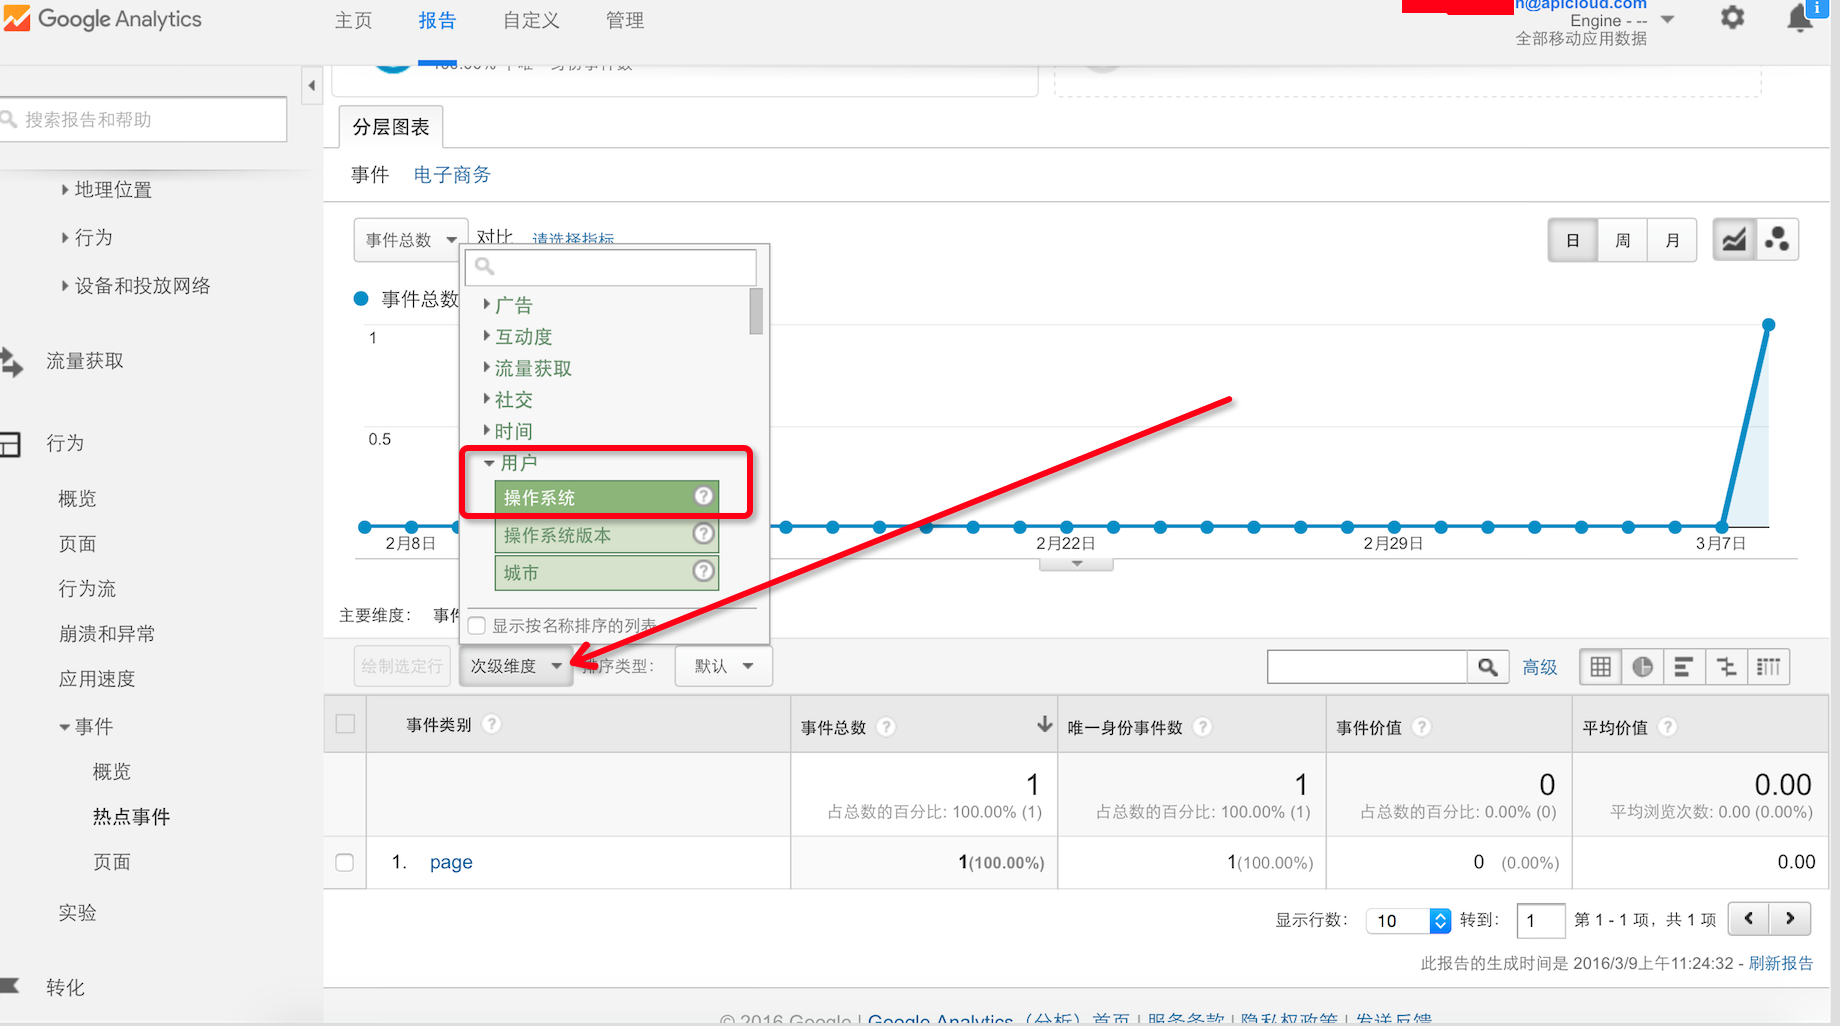 Google Analytics
主页 报告 自定义 管理
n@apicloud.com
Engine - --
全部移动应用数据
搜索报告和帮助
分层图表
事件 电子商务
地理位置
行为
设备和投放网络
流量获取
行为
概览
页面
行为流
崩溃和异常
应用速度
事件
概览
热点事件
页面
实验
转化
事件总数 对比 请选择指标
日 周 月
事件总数
1
0.5
2月8日 2月22日 2月29日 3月7日
广告
互动度
流量获取
社交
时间
用户
操作系统
操作系统版本
城市
显示按名称排序的列表
主要维度: 事件
绘制选定行 次级维度 排序类型: 默认 高级
事件类别 事件总数 唯一身份事件数 事件价值 平均价值
1 1 0 0.00
占总数的百分比: 100.00% (1) 占总数的百分比: 100.00% (1) 占总数的百分比: 0.00% (0) 平均浏览次数: 0.00 (0.00%)
1. page 1(100.00%) 1(100.00%) 0 (0.00%) 0.00
显示行数: 10 转到: 1 第 1 - 1 项，共 1 项
此报告的生成时间是 2016/3/9上午11:24:32 - 刷新报告
© 2016 Google | Google Analytics（分析）首页 | 服务条款 | 隐私权政策 | 发送反馈